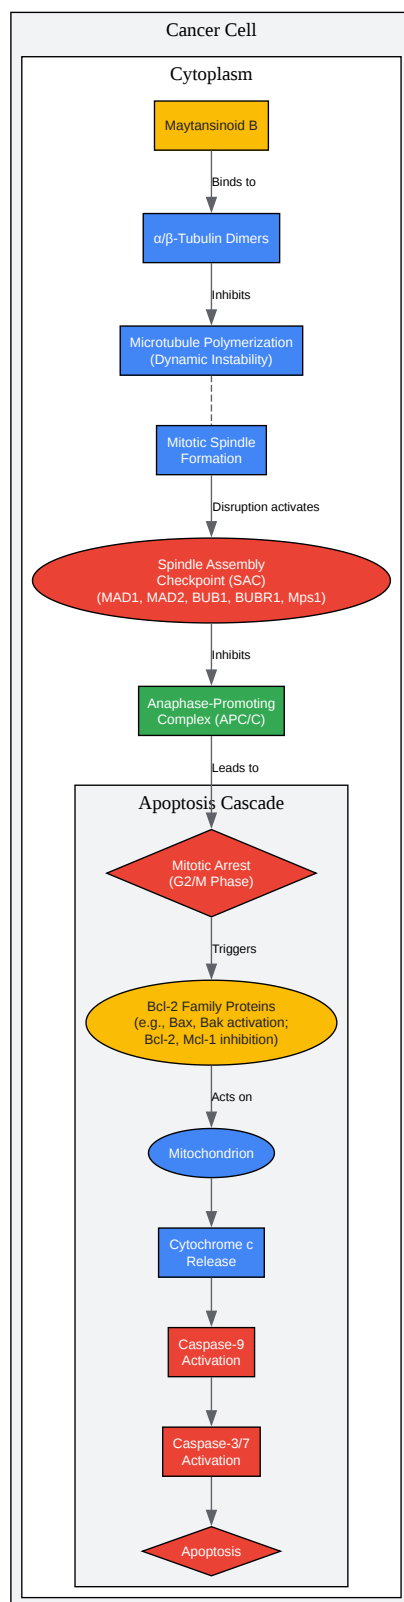 Cancer Cell
Cytoplasm
Maytansinoid B
Binds to
α/β-Tubulin Dimers
Inhibits
Microtubule Polymerization
(Dynamic Instability)
Mitotic Spindle
Formation
Disruption activates
Spindle Assembly
Checkpoint (SAC)
(MAD1, MAD2, BUB1, BUBR1, Mps1)
Inhibits
Anaphase-Promoting
Complex (APC/C)
Leads to
Apoptosis Cascade
Mitotic Arrest
(G2/M Phase)
Triggers
Bcl-2 Family Proteins
(e.g., Bax, Bak activation;
Bcl-2, Mcl-1 inhibition)
Acts on
Mitochondrion
Cytochrome c
Release
Caspase-9
Activation
Caspase-3/7
Activation
Apoptosis